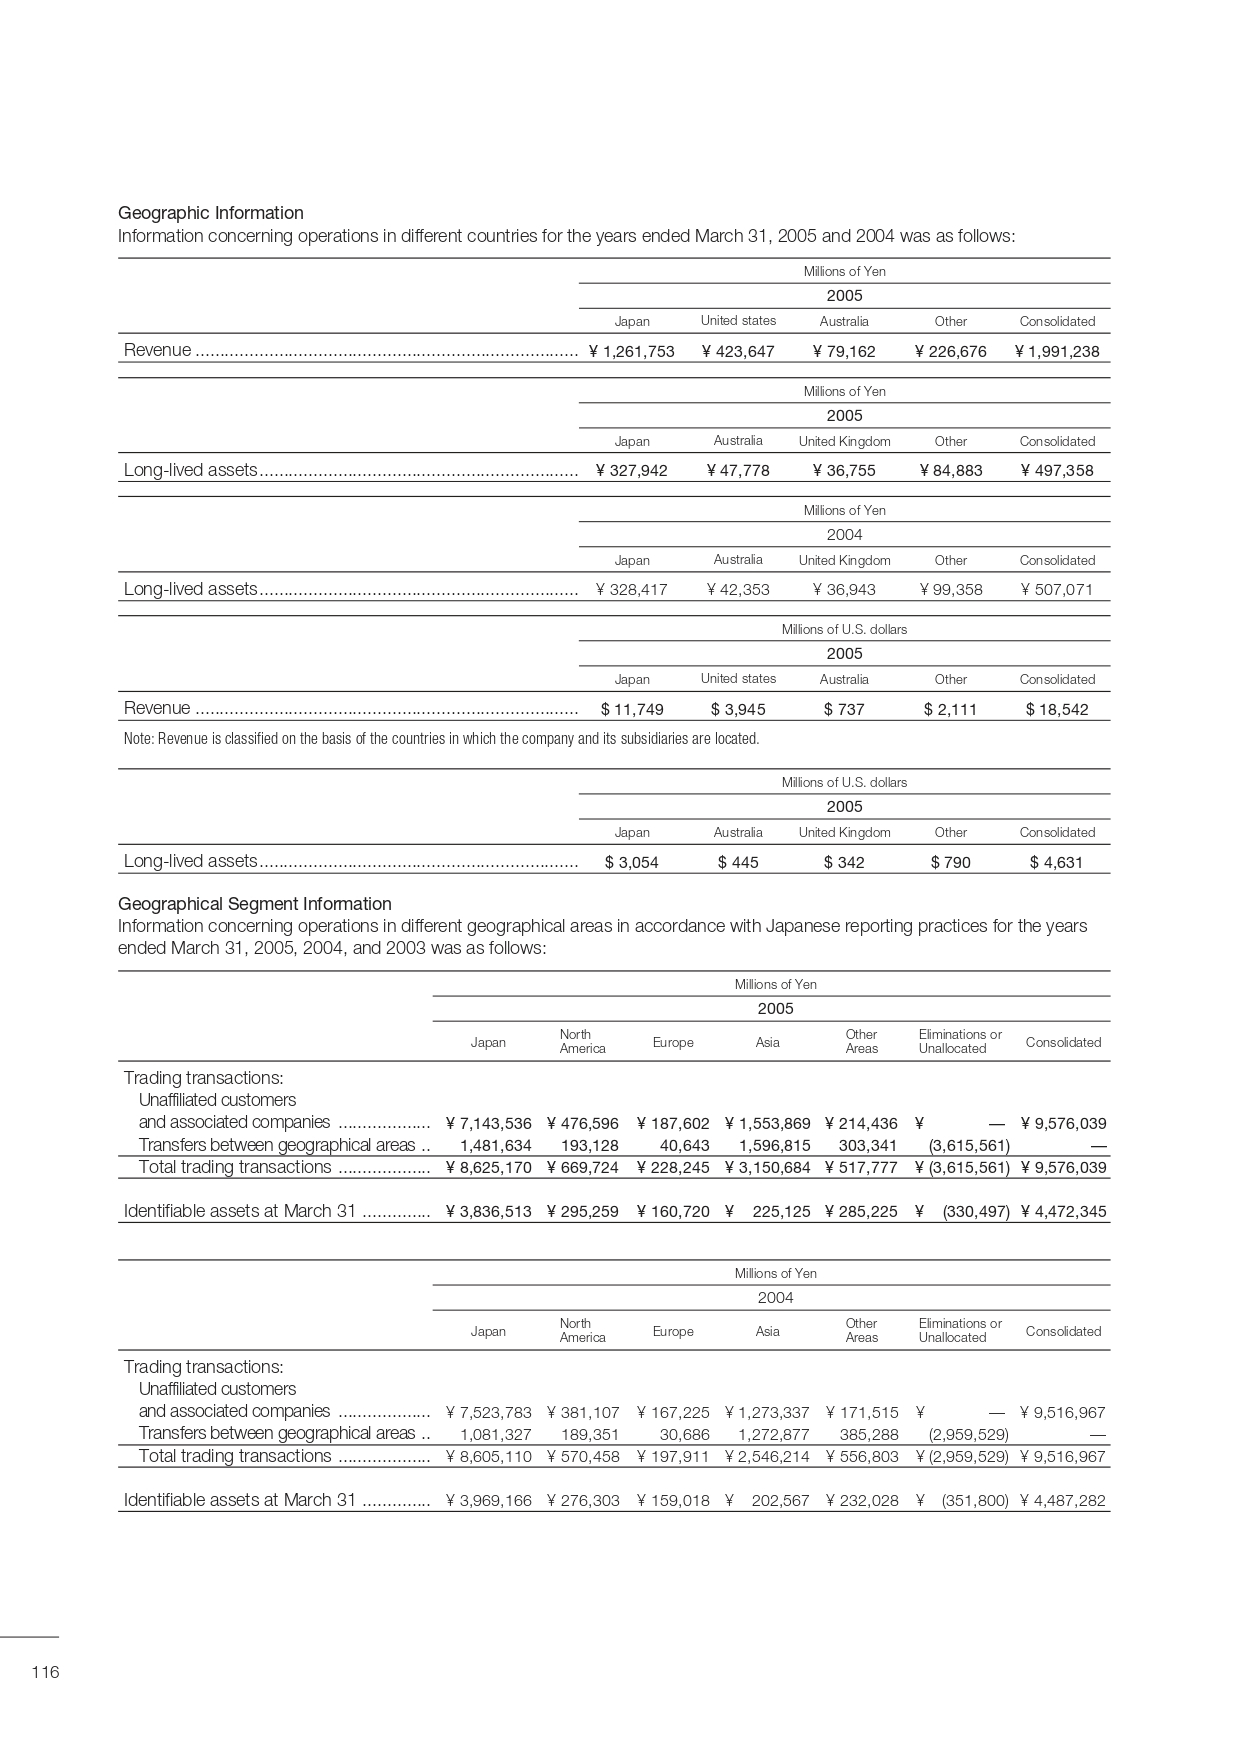 Geographic Information
Information concerning operations in different countries for the years ended March 31, 2005 and 2004 was as follows:
Millions of Yen
2005
Japan United states Australia Other Consolidated
Revenue .............................................................................. ¥ 1,261,753 ¥ 423,647 ¥ 79,162 ¥ 226,676 ¥ 1,991,238
Millions of Yen
2005
Japan Australia United Kingdom Other Consolidated
Long-lived assets................................................................. ¥ 327,942 ¥ 47,778 ¥ 36,755 ¥ 84,883 ¥ 497,358
Millions of Yen
2004
Japan Australia United Kingdom Other Consolidated
Long-lived assets................................................................. ¥ 328,417 ¥ 42,353 ¥ 36,943 ¥ 99,358 ¥ 507,071
Millions of U.S. dollars
2005
Japan United states Australia Other Consolidated
Revenue .............................................................................. $ 11,749 $ 3,945 $ 737 $ 2,111 $ 18,542
Note: Revenue is classified on the basis of the countries in which the company and its subsidiaries are located.
Millions of U.S. dollars
2005
Japan Australia United Kingdom Other Consolidated
Long-lived assets................................................................. $ 3,054 $ 445 $ 342 $ 790 $ 4,631
Geographical Segment Information
Information concerning operations in different geographical areas in accordance with Japanese reporting practices for the years
ended March 31, 2005, 2004, and 2003 was as follows:
Millions of Yen
2005
Japan North America Europe Asia Other Areas Eliminations or Unallocated Consolidated
Trading transactions:
Unaffiliated customers
and associated companies ................... ¥ 7,143,536 ¥ 476,596 ¥ 187,602 ¥ 1,553,869 ¥ 214,436 ¥ — ¥ 9,576,039
Transfers between geographical areas .. 1,481,634 193,128 40,643 1,596,815 303,341 (3,615,561) —
Total trading transactions ................... ¥ 8,625,170 ¥ 669,724 ¥ 228,245 ¥ 3,150,684 ¥ 517,777 ¥ (3,615,561) ¥ 9,576,039
Identifiable assets at March 31 .............. ¥ 3,836,513 ¥ 295,259 ¥ 160,720 ¥ 225,125 ¥ 285,225 ¥ (330,497) ¥ 4,472,345
Millions of Yen
2004
Japan North America Europe Asia Other Areas Eliminations or Unallocated Consolidated
Trading transactions:
Unaffiliated customers
and associated companies ................... ¥ 7,523,783 ¥ 381,107 ¥ 167,225 ¥ 1,273,337 ¥ 171,515 ¥ — ¥ 9,516,967
Transfers between geographical areas .. 1,081,327 189,351 30,686 1,272,877 385,288 (2,959,529) —
Total trading transactions ................... ¥ 8,605,110 ¥ 570,458 ¥ 197,911 ¥ 2,546,214 ¥ 556,803 ¥ (2,959,529) ¥ 9,516,967
Identifiable assets at March 31 .............. ¥ 3,969,166 ¥ 276,303 ¥ 159,018 ¥ 202,567 ¥ 232,028 ¥ (351,800) ¥ 4,487,282
116